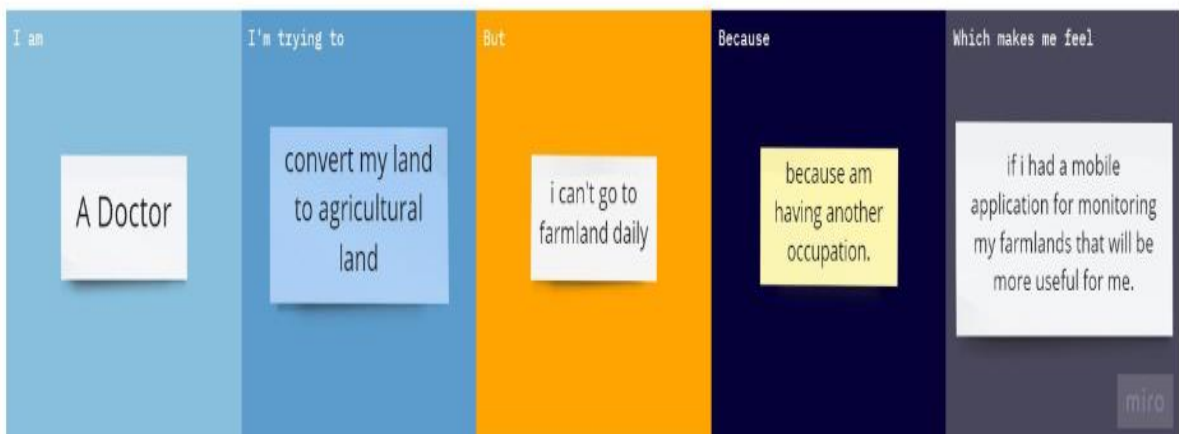 I am
A Doctor
I'm trying to
convert my land
to agricultural
land
But
i can't go to
farmland daily
Because
because am
having another
occupation.
Which makes me feel
if i had a mobile
application for monitoring
my farmlands that will be
more useful for me.
miro